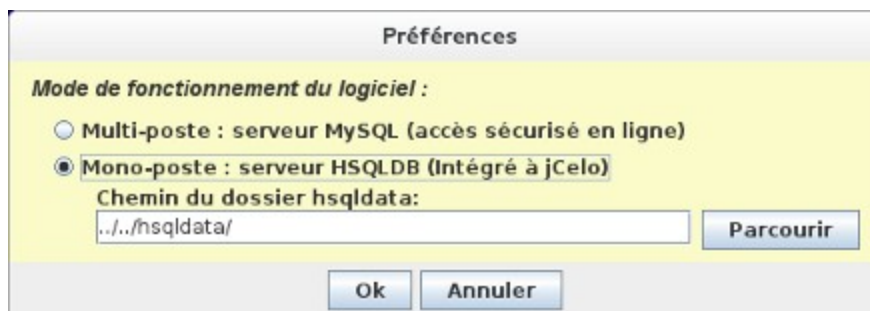 Préférences
Mode de fonctionnement du logiciel :
Multi-poste : serveur MySQL (accès sécurisé en ligne)
Mono-poste : serveur HSQLDB (Intégré à jCelo)
Chemin du dossier hsqldata:
../../hsqldata/
Parcourir
Ok Annuler